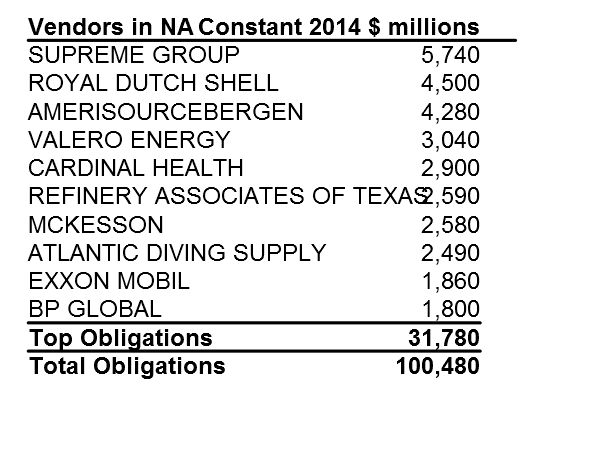 Vendors in NA Constant 2014 $ millions
SUPREME GROUP 5,740
ROYAL DUTCH SHELL 4,500
AMERISOURCEBERGEN 4,280
VALERO ENERGY 3,040
CARDINAL HEALTH 2,900
REFINERY ASSOCIATES OF TEXAS 2,590
MCKESSON 2,580
ATLANTIC DIVING SUPPLY 2,490
EXXON MOBIL 1,860
BP GLOBAL 1,800
Top Obligations 31,780
Total Obligations 100,480